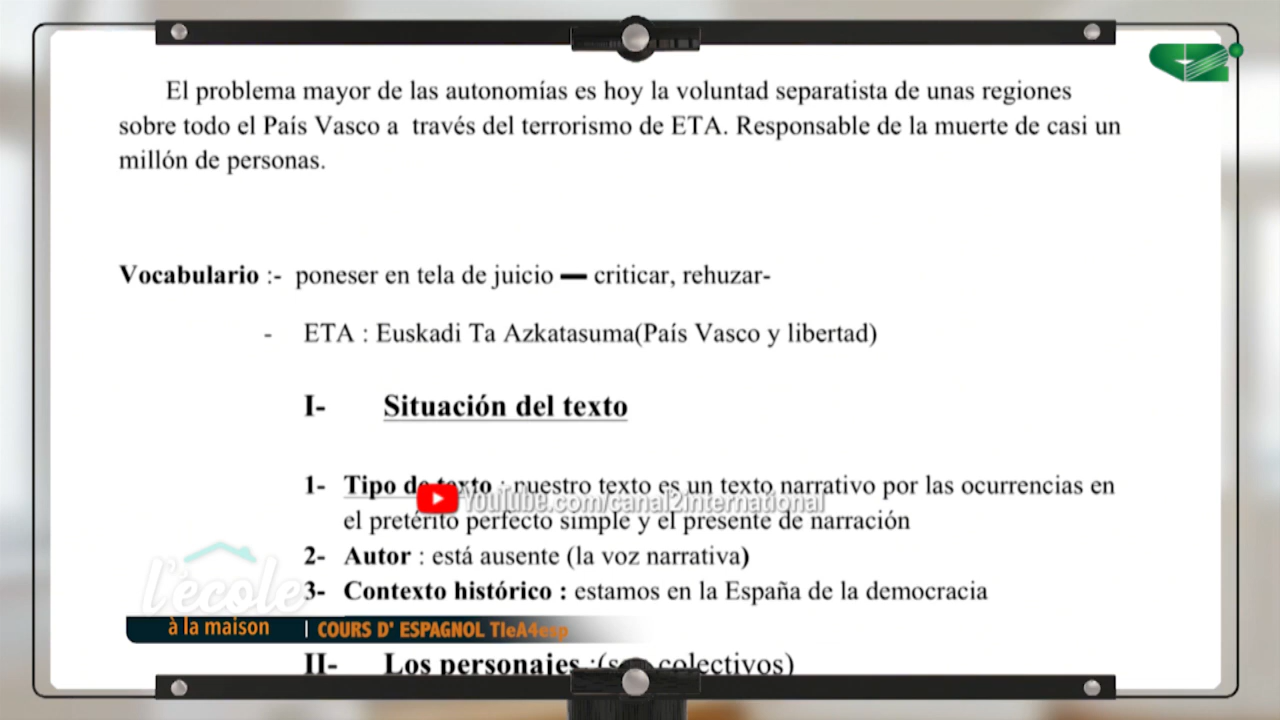 El problema mayor de las autonomías es hoy la voluntad separatista de unas regiones
sobre todo el País Vasco a través del terrorismo de ETA. Responsable de la muerte de casi un
millón de personas.
Vocabulario :- poneser en tela de juicio — criticar, rehuzar-
- ETA : Euskadi Ta Azkatasuma(País Vasco y libertad)
I- Situación del texto
1- Tipo de texto : nuestro texto es un texto narrativo por las ocurrencias en
YouTube.com/canal2international
el pretérito perfecto simple y el presente de narración
2- Autor : está ausente (la voz narrativa)
3- Contexto histórico : estamos en la España de la democracia
l'école
à la maison | COURS D' ESPAGNOL TleA4esp
II- Los personajes :( colectivos)